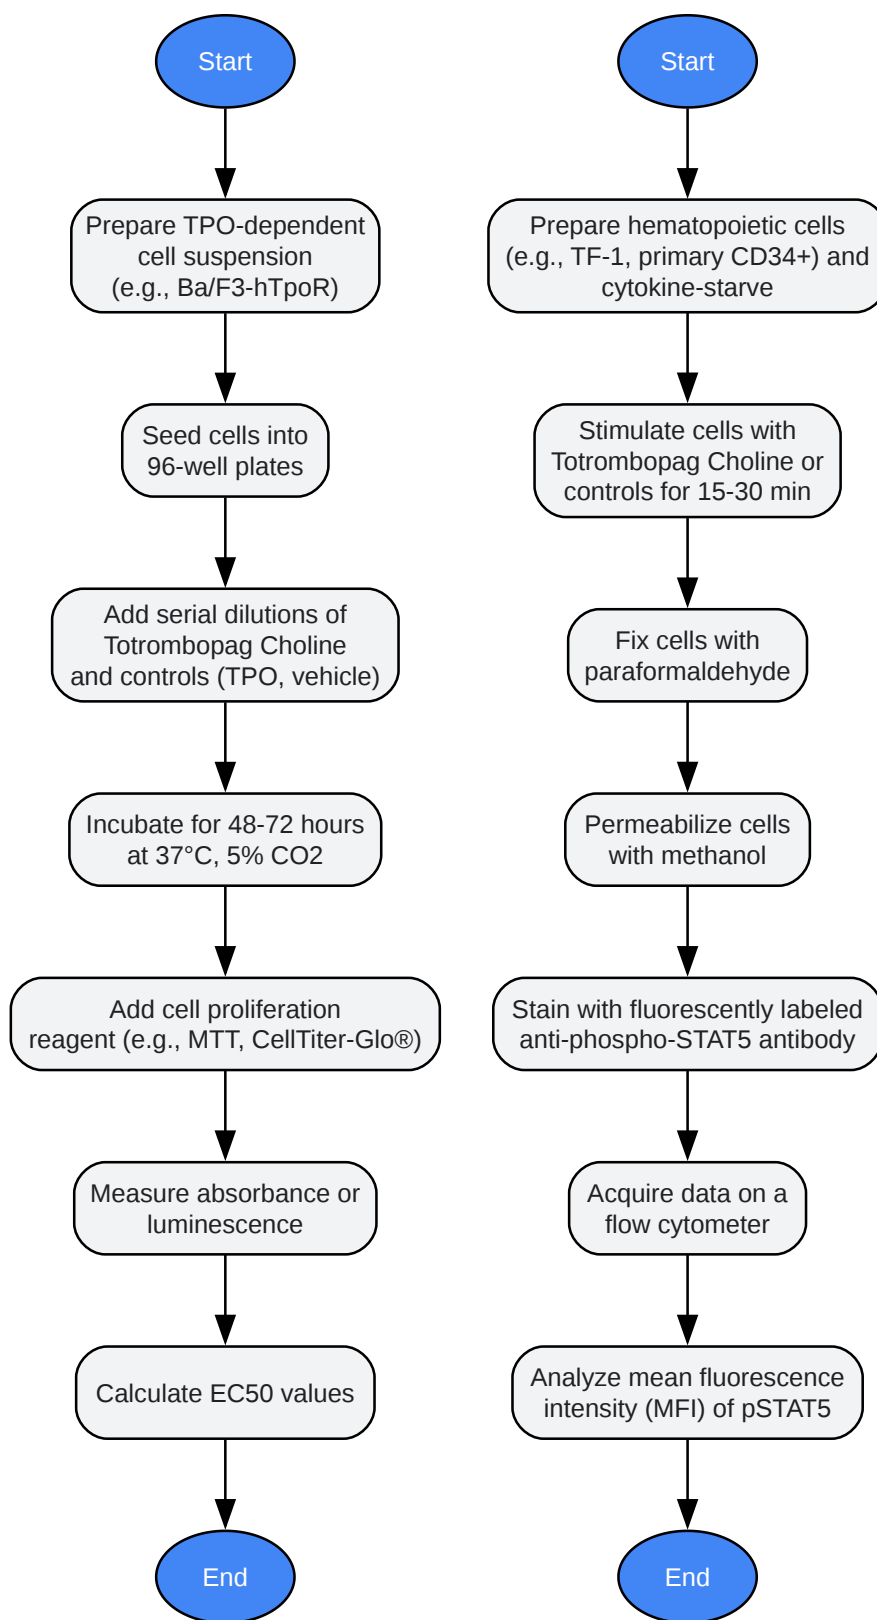 Start
Prepare TPO-dependent
cell suspension
(e.g., Ba/F3-hTpoR)
Seed cells into
96-well plates
Add serial dilutions of
Totrombopag Choline
and controls (TPO, vehicle)
Incubate for 48-72 hours
at 37°C, 5% CO2
Add cell proliferation
reagent (e.g., MTT, CellTiter-Glo®)
Measure absorbance or
luminescence
Calculate EC50 values
End
Start
Prepare hematopoietic cells
(e.g., TF-1, primary CD34+) and
cytokine-starve
Stimulate cells with
Totrombopag Choline or
controls for 15-30 min
Fix cells with
paraformaldehyde
Permeabilize cells
with methanol
Stain with fluorescently labeled
anti-phospho-STAT5 antibody
Acquire data on a
flow cytometer
Analyze mean fluorescence
intensity (MFI) of pSTAT5
End